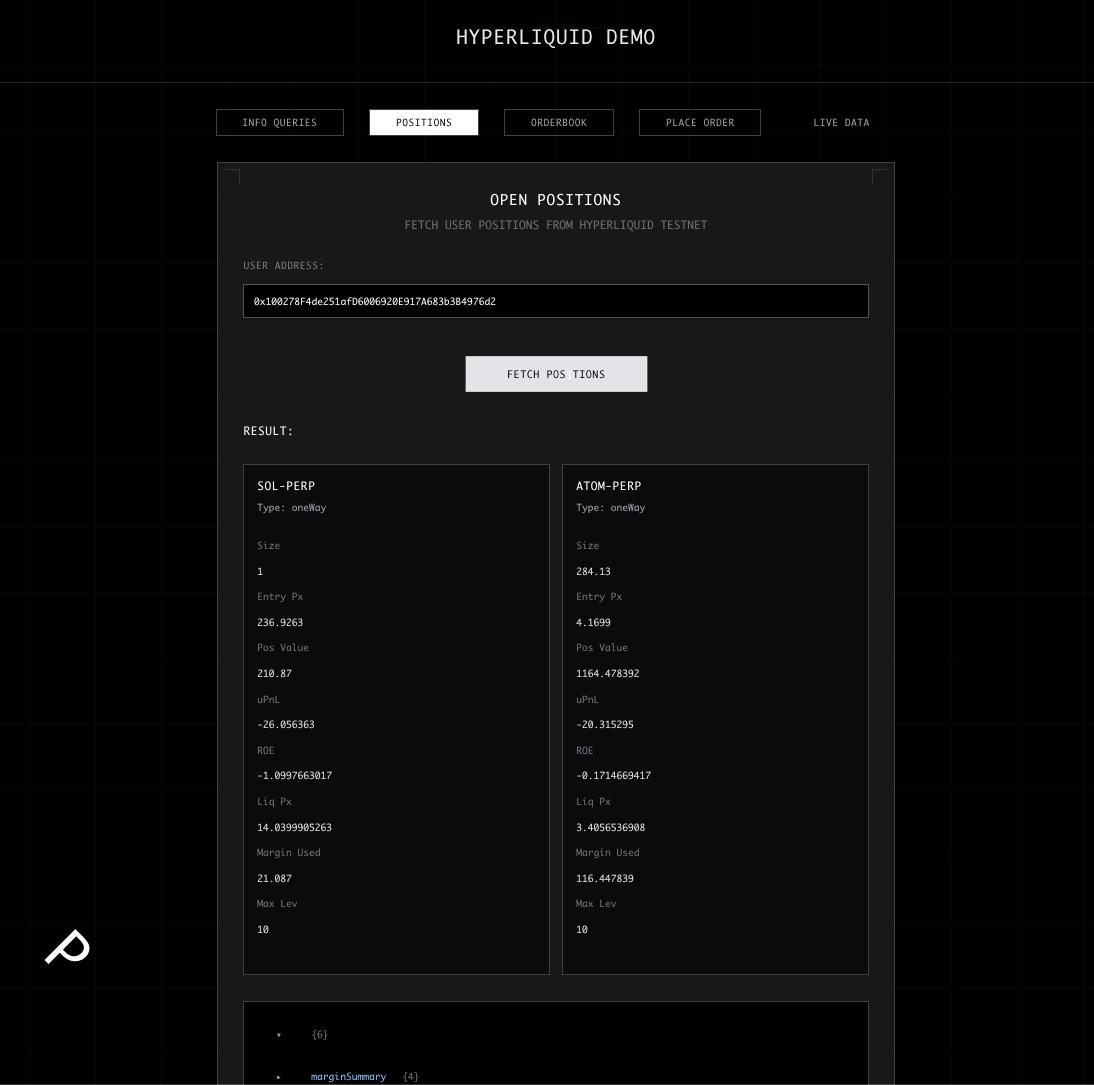 HYPERLIQUID DEMO
INFO QUERIES
POSITIONS
ORDERBOOK
PLACE ORDER
LIVE DATA
OPEN POSITIONS
FETCH USER POSITIONS FROM HYPERLIQUID TESTNET
USER ADDRESS:
0x100278F4de251afD6006920E917A683b3B4976d2
FETCH POS TIONS
RESULT:
SOL-PERP
Type: oneWay
Size
1
Entry Px
236.9263
Pos Value
210.87
uPnL
-26.056363
ROE
-1.0997663017
Liq Px
14.0399905263
Margin Used
21.087
Max Lev
10
ATOM-PERP
Type: oneWay
Size
284.13
Entry Px
4.1699
Pos Value
1164.478392
uPnL
-20.315295
ROE
-0.1714669417
Liq Px
3.4056536908
Margin Used
116.447839
Max Lev
10
{6}
marginSummary {4}